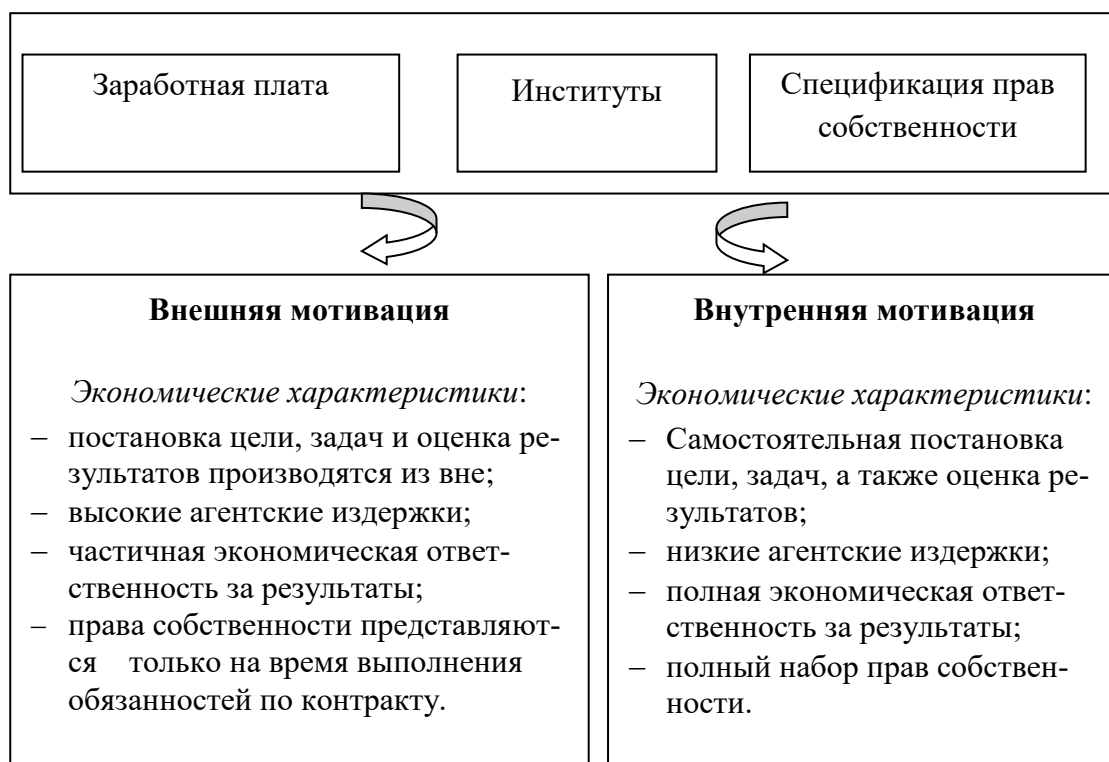 Заработная плата
Институты
Спецификация прав
собственности
Внешняя мотивация
Экономические характеристики:
– постановка цели, задач и оценка ре-
зультатов производятся из вне;
– высокие агентские издержки;
– частичная экономическая ответ-
ственность за результаты;
– права собственности представляют-
ся только на время выполнения
обязанностей по контракту.
Внутренняя мотивация
Экономические характеристики:
– Самостоятельная постановка
цели, задач, а также оценка ре-
зультатов;
– низкие агентские издержки;
– полная экономическая ответ-
ственность за результаты;
– полный набор прав собствен-
ности.